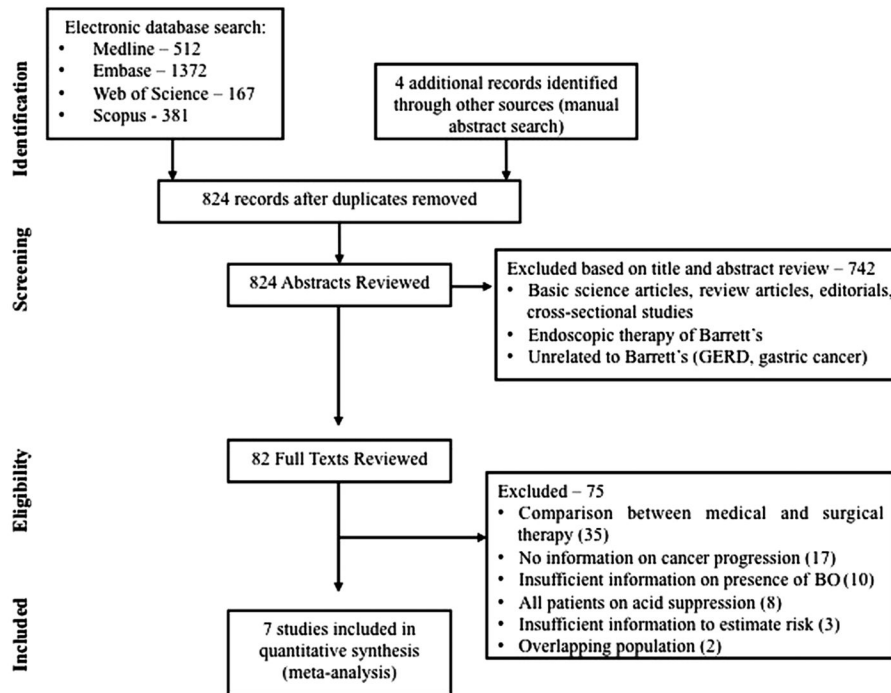 Identification
Electronic database search:
• Medline – 512
• Embase – 1372
• Web of Science – 167
• Scopus - 381
4 additional records identified
through other sources (manual
abstract search)
824 records after duplicates removed
Screening
824 Abstracts Reviewed
Excluded based on title and abstract review – 742
• Basic science articles, review articles, editorials,
cross-sectional studies
• Endoscopic therapy of Barrett's
• Unrelated to Barrett's (GERD, gastric cancer)
Eligibility
82 Full Texts Reviewed
Excluded – 75
• Comparison between medical and surgical
therapy (35)
• No information on cancer progression (17)
• Insufficient information on presence of BO (10)
• All patients on acid suppression (8)
• Insufficient information to estimate risk (3)
• Overlapping population (2)
Included
7 studies included in
quantitative synthesis
(meta-analysis)